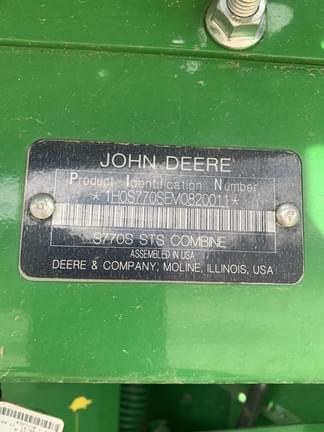 JOHN DEERE
Product Identification Number
*1H0S770SEM0820011*
S770S STS COMBINE
ASSEMBLED IN USA
DEERE & COMPANY, MOLINE, ILLINOIS, USA